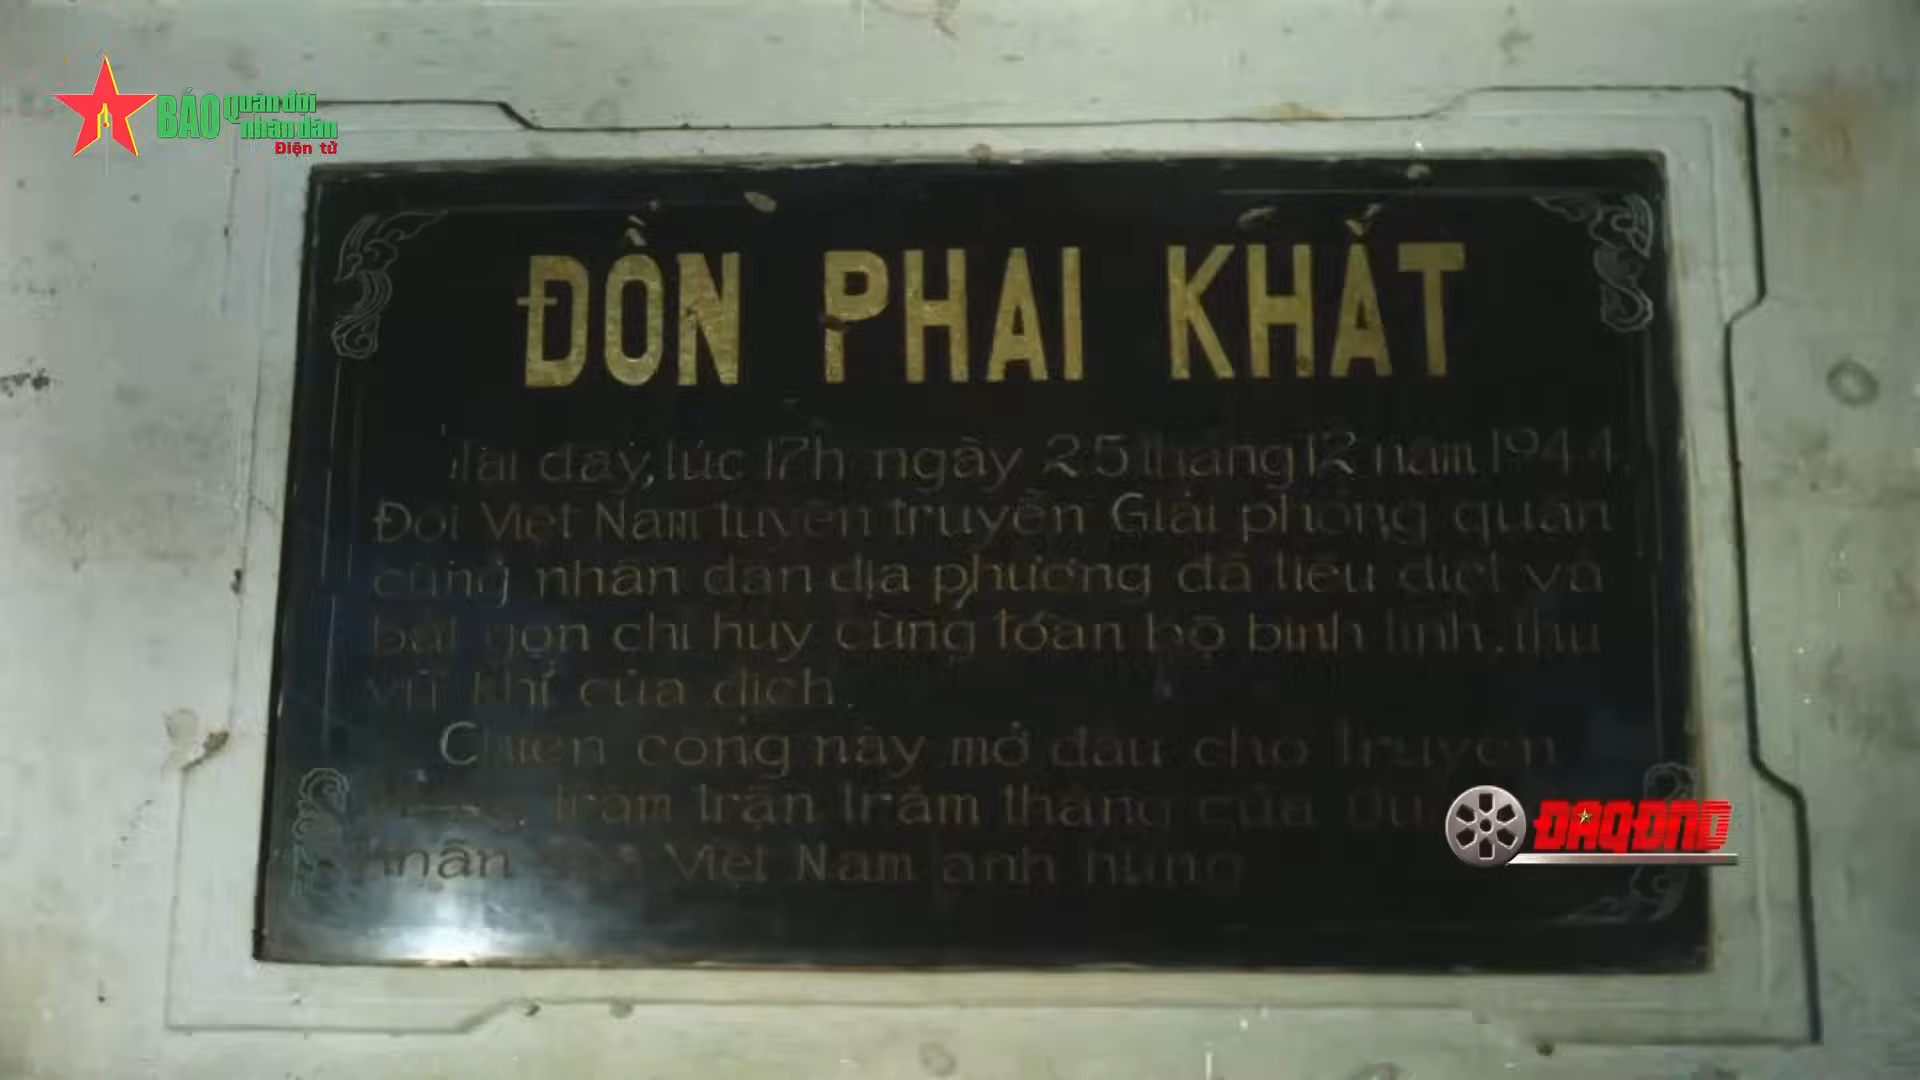 BÁO Quân đội
nhân dân
Điện tử
ĐỒN PHAI KHẮT
Tại đây, lúc 17h ngày 25 tháng 12 năm 1944,
Đội Việt Nam tuyên truyền Giải phóng quân
cùng nhân dân địa phương đã tiêu diệt và
bắt gọn chỉ huy cùng tóan bộ binh lính, thu
vũ khí của địch.
Chiến công này mở đầu cho truyền
thống trăm trận trăm thắng của
nhân Việt Nam anh hùng
ĐAQĐND